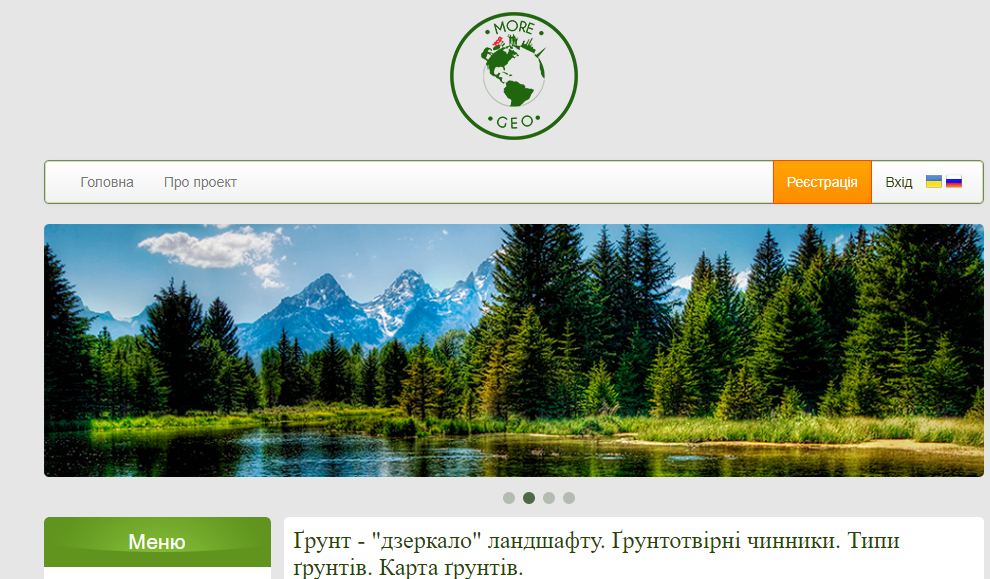 MORE
GEO
Головна Про проект Реєстрація Вхід
Меню
Ґрунт - "дзеркало" ландшафту. Ґрунтотвірні чинники. Типи
ґрунтів. Карта ґрунтів.